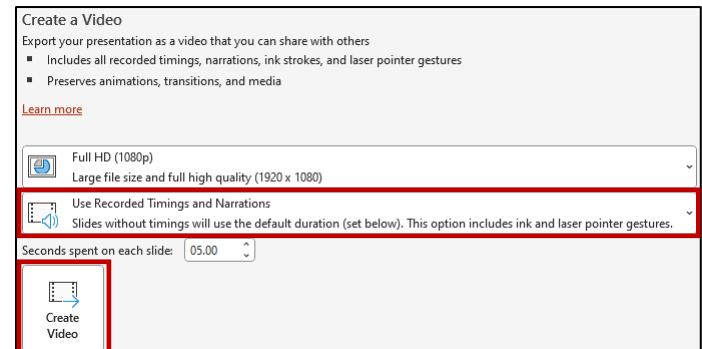 Create a Video
Export your presentation as a video that you can share with others
▪ Includes all recorded timings, narrations, ink strokes, and laser pointer gestures
▪ Preserves animations, transitions, and media
Learn more
Full HD (1080p)
Large file size and full high quality (1920 x 1080)
Use Recorded Timings and Narrations
Slides without timings will use the default duration (set below). This option includes ink and laser pointer gestures.
Seconds spent on each slide: 05.00
Create
Video